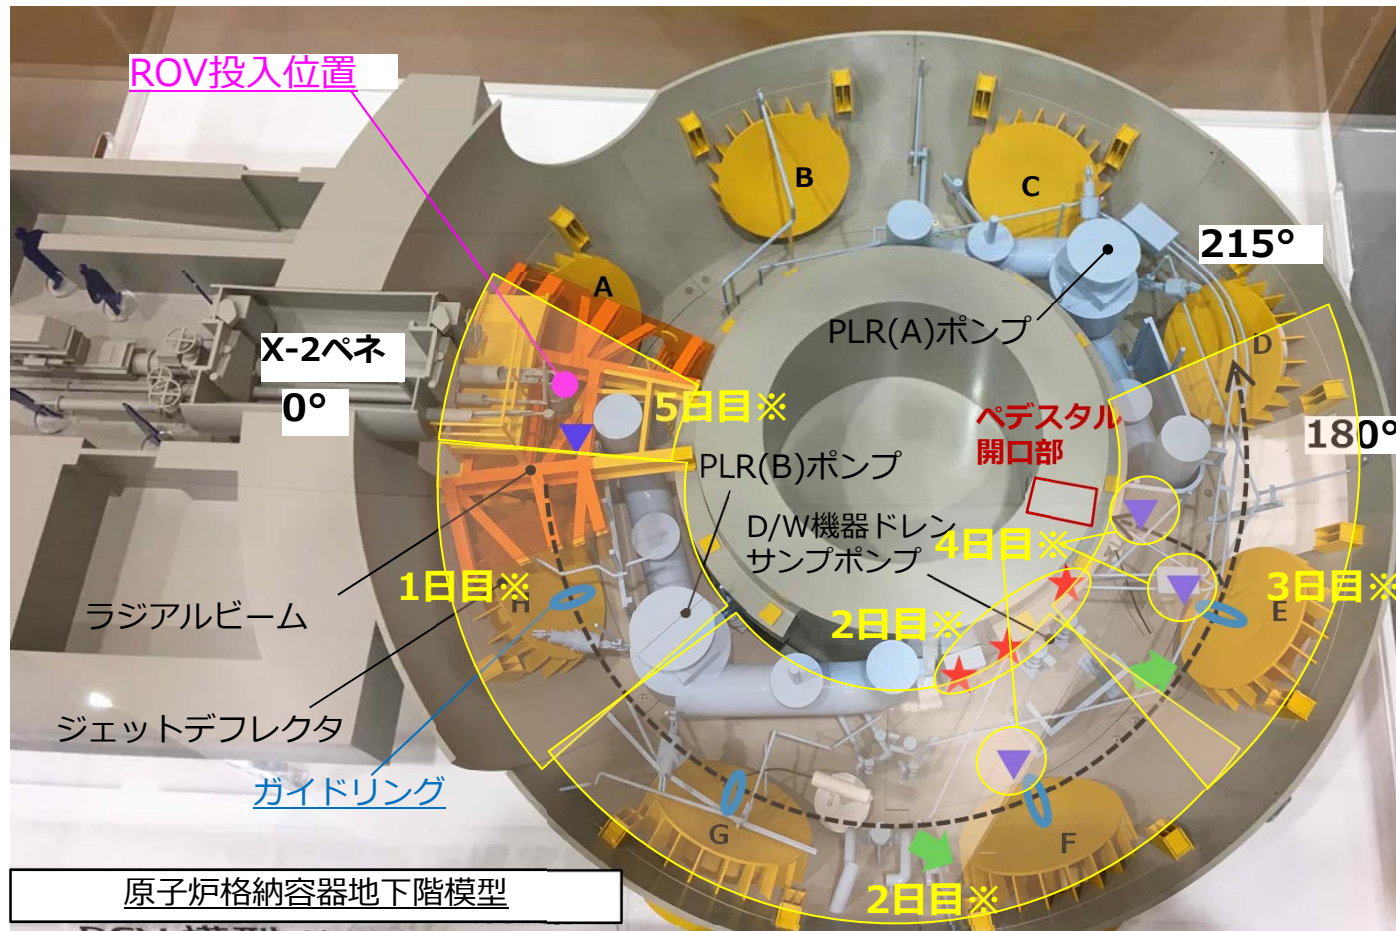 ROV投入位置
B
C
215°
A
PLR(A)ポンプ
X-2ペネ
D
0°
5日目※
ペデスタル
開口部
180°
PLR(B)ポンプ
D/W機器ドレン
サンプポンプ
4日目※
1日目※
H
3日目※
E
ラジアルビーム
2日目※
ジェットデフレクタ
ガイドリング
G
F
原子炉格納容器地下階模型
2日目※